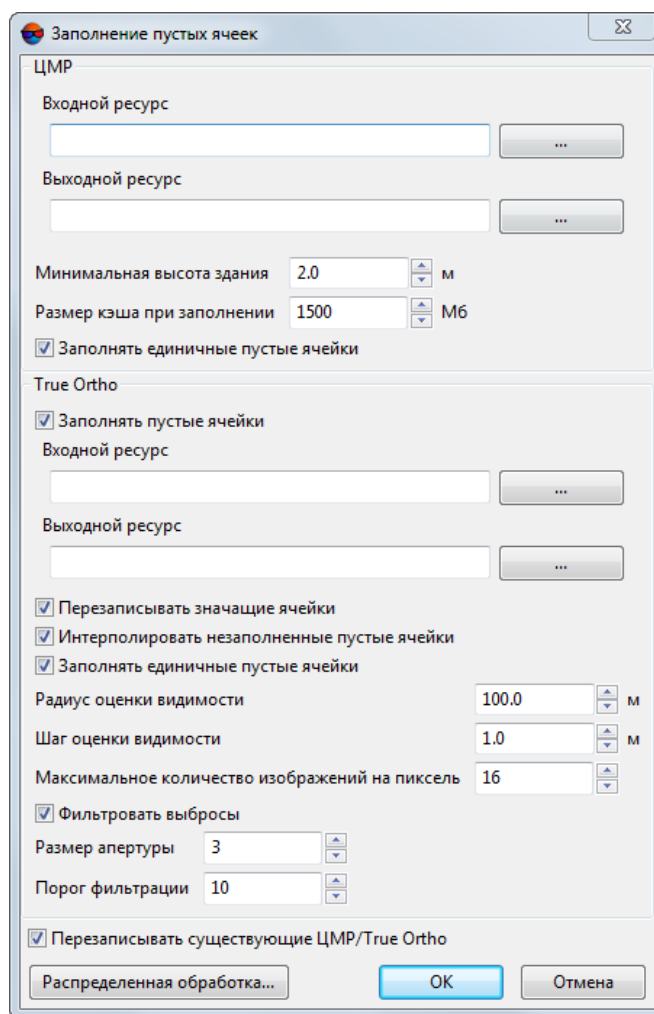 Заполнение пустых ячеек
ЦМР
Входной ресурс
...
Выходной ресурс
...
Минимальная высота здания 2.0 м
Размер кэша при заполнении 1500 Мб
Заполнять единичные пустые ячейки
True Ortho
Заполнять пустые ячейки
Входной ресурс
...
Выходной ресурс
...
Перезаписывать значащие ячейки
Интерполировать незаполненные пустые ячейки
Заполнять единичные пустые ячейки
Радиус оценки видимости 100.0 м
Шаг оценки видимости 1.0 м
Максимальное количество изображений на пиксель 16
Фильтровать выбросы
Размер апертуры 3
Порог фильтрации 10
Перезаписывать существующие ЦМР/True Ortho
Распределенная обработка... OK Отмена